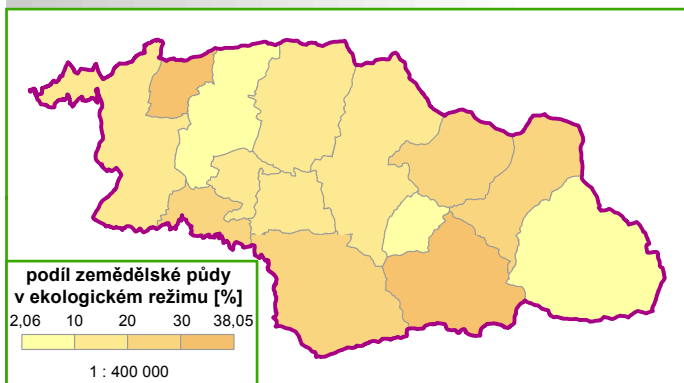 podíl zemědělské půdy
v ekologickém režimu [%]
2,06 10 20 30 38,05
1 : 400 000